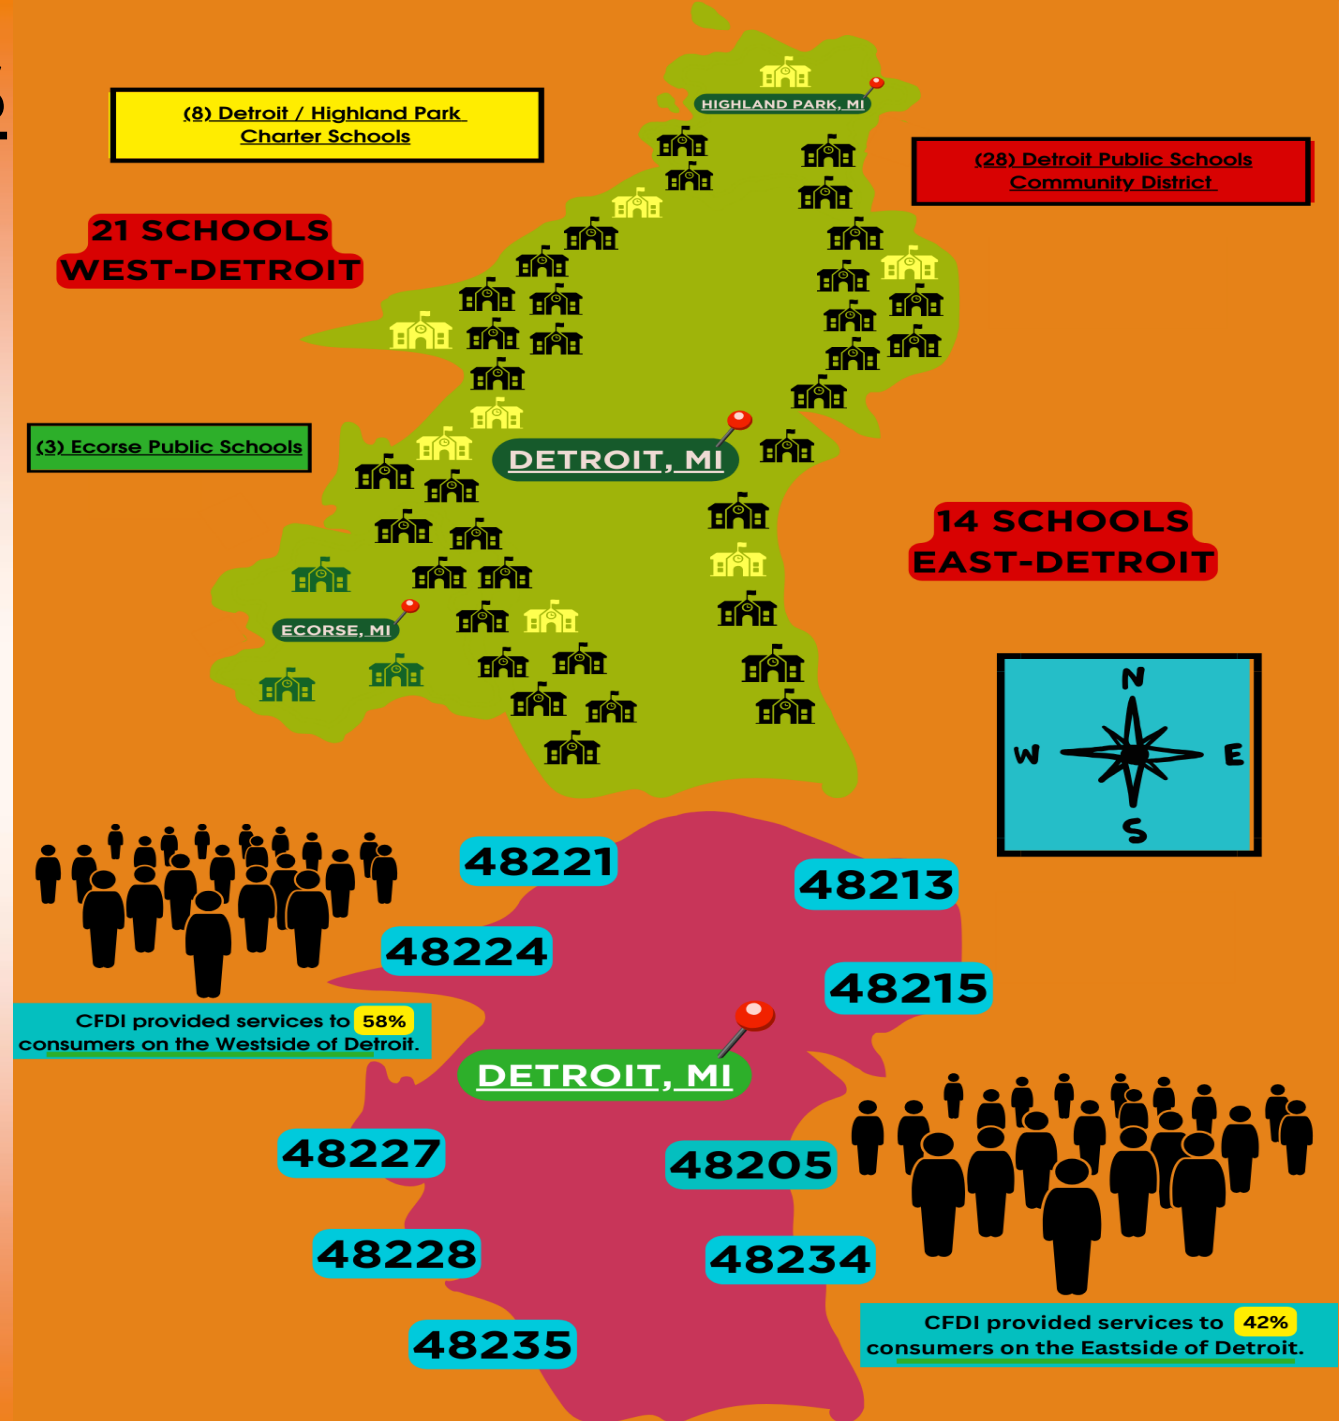 HIGHLAND PARK, MI
(8) Detroit / Highland Park
Charter Schools
(28) Detroit Public Schools
Community District
21 SCHOOLS
WEST-DETROIT
(3) Ecorse Public Schools
DETROIT, MI
14 SCHOOLS
EAST-DETROIT
ECORSE, MI
N
W
E
S
48221
48213
48224
48215
CFDI provided services to 58%
consumers on the Westside of Detroit.
DETROIT, MI
48227
48205
48228
48234
48235
CFDI provided services to 42%
consumers on the Eastside of Detroit.